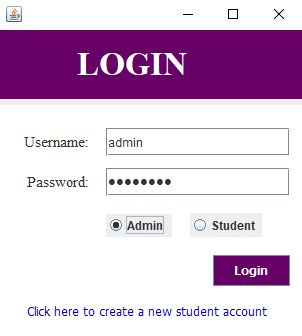 LOGIN
Username: admin
Password: ••••••••
Admin Student
Login
Click here to create a new student account